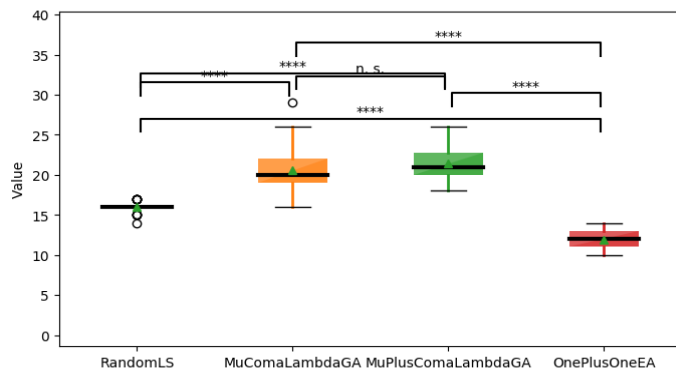 40
35
30
25
20
15
10
5
0
Value
****
****
n. s.
****
****
****
RandomLS
MuComaLambdaGA
MuPlusComaLambdaGA
OnePlusOneEA